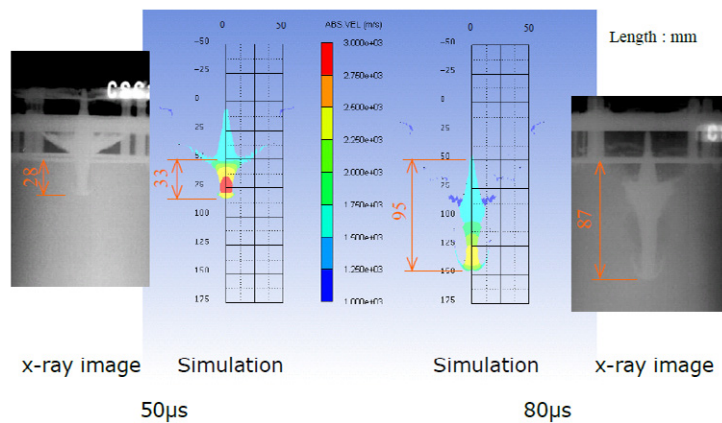 ABS.VEL (m/s)
Length : mm
0 50
-50
0
25
50
75
100
125
150
175
3.000e+03
2.750e+03
2.500e+03
2.250e+03
2.000e+03
1.750e+03
1.500e+03
1.250e+03
1.000e+03
0 50
-50
0
25
50
75
100
125
150
175
28
33
95
87
x-ray image Simulation Simulation x-ray image
50µs 80µs